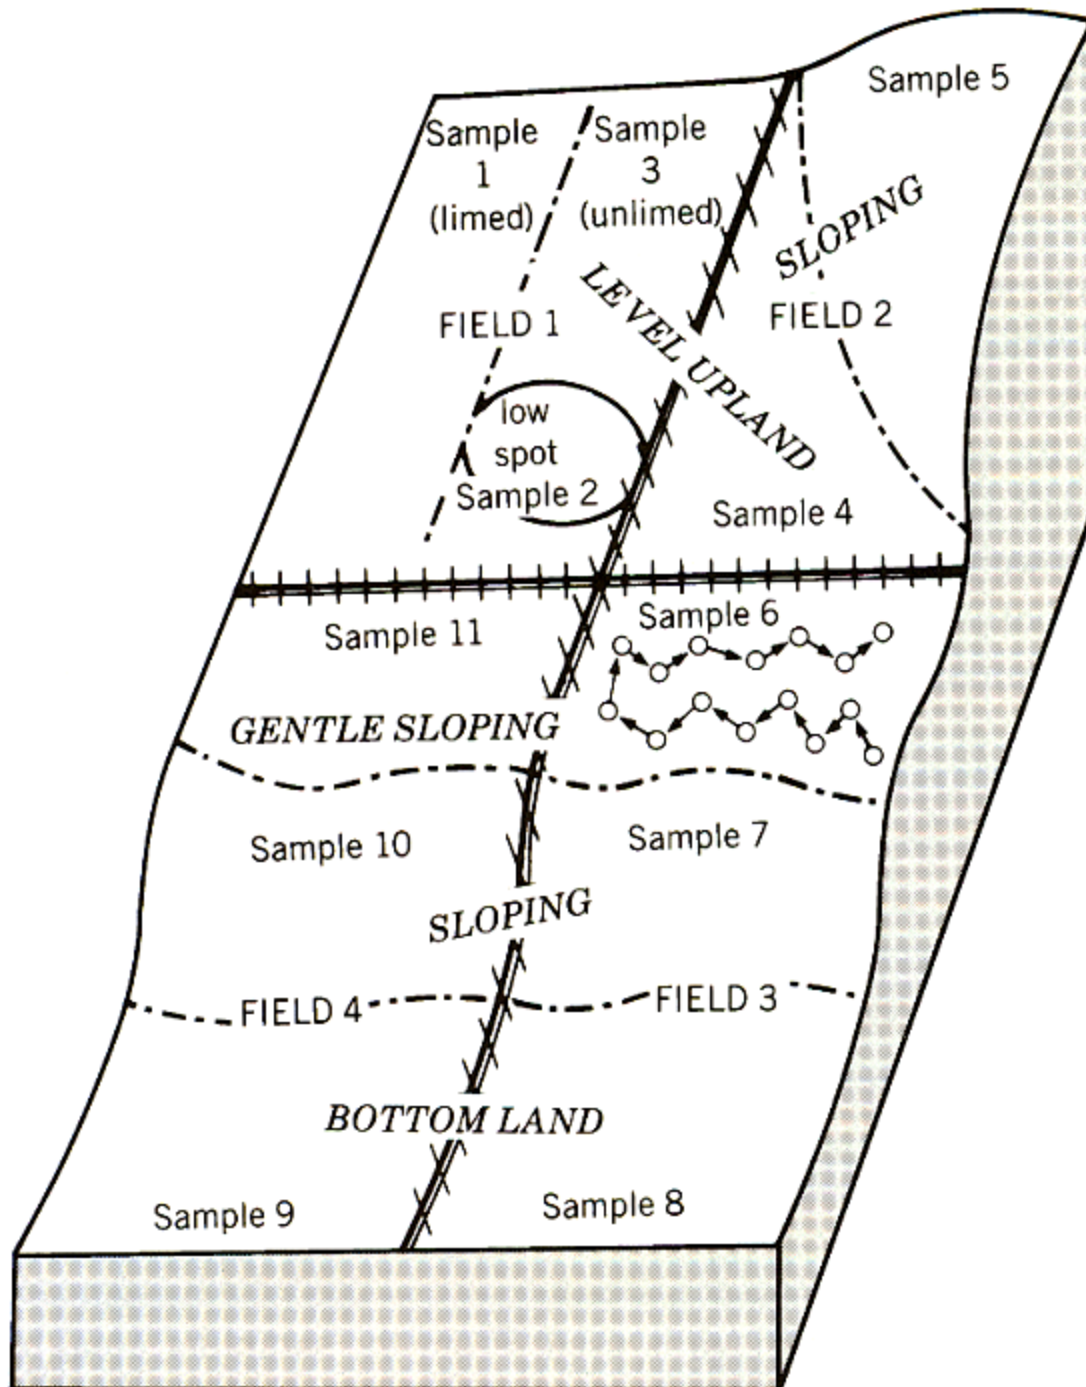 Sample 5
Sample
1
(limed)
Sample
3
(unlimed)
SLOPING
LEVEL UPLAND
FIELD 1
FIELD 2
low
spot
Sample 2
Sample 4
Sample 6
Sample 11
GENTLE SLOPING
Sample 10
Sample 7
SLOPING
FIELD 4
FIELD 3
BOTTOM LAND
Sample 9
Sample 8